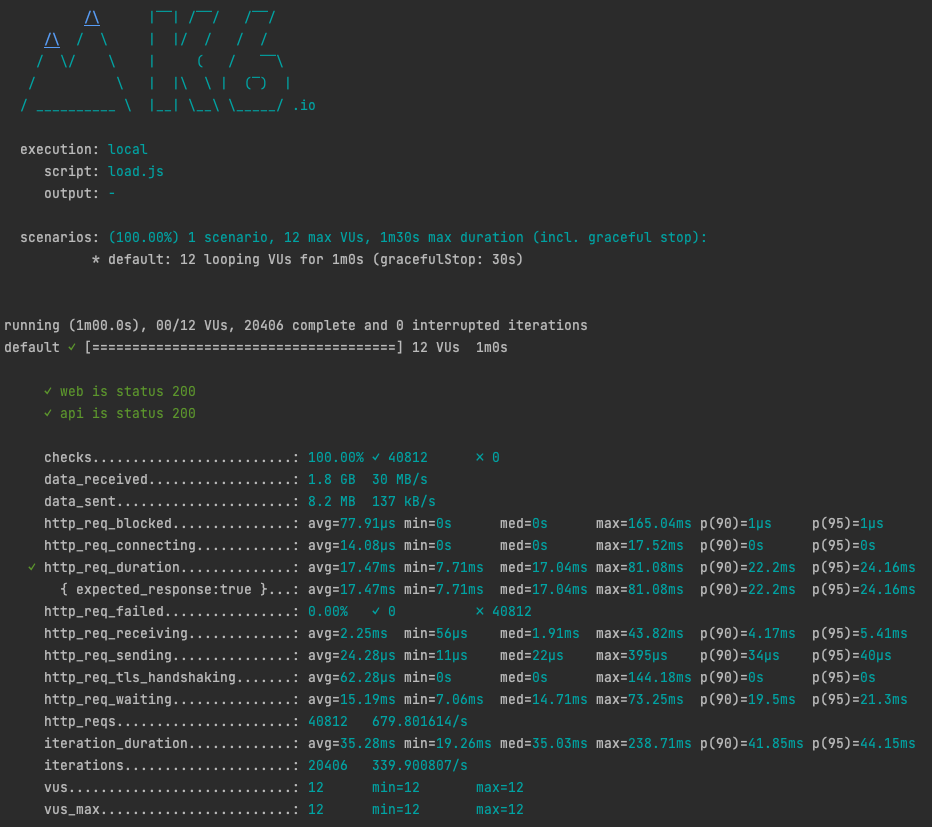 /\      |‾‾| /‾‾/   /‾‾/
     /\  /  \     |  |/  /   /  /
    /  \/    \    |     (   /   ‾‾\
   /          \   |  |\  \ |  (‾)  |
  / __________ \  |__| \__\ \_____/ .io
  execution: local
     script: load.js
     output: -
  scenarios: (100.00%) 1 scenario, 12 max VUs, 1m30s max duration (incl. graceful stop):
           * default: 12 looping VUs for 1m0s (gracefulStop: 30s)
running (1m00.0s), 00/12 VUs, 20406 complete and 0 interrupted iterations
default ✓ [======================================] 12 VUs  1m0s
     ✓ web is status 200
     ✓ api is status 200
     checks.........................: 100.00% ✓ 40812      ✗ 0
     data_received..................: 1.8 GB  30 MB/s
     data_sent......................: 8.2 MB  137 kB/s
     http_req_blocked...............: avg=77.91µs min=0s      med=0s      max=165.04ms p(90)=1µs     p(95)=1µs
     http_req_connecting............: avg=14.08µs min=0s      med=0s      max=17.52ms  p(90)=0s      p(95)=0s
   ✓ http_req_duration..............: avg=17.47ms min=7.71ms  med=17.04ms max=81.08ms  p(90)=22.2ms  p(95)=24.16ms
       { expected_response:true }...: avg=17.47ms min=7.71ms  med=17.04ms max=81.08ms  p(90)=22.2ms  p(95)=24.16ms
     http_req_failed................: 0.00%   ✓ 0          ✗ 40812
     http_req_receiving.............: avg=2.25ms  min=56µs    med=1.91ms  max=43.82ms  p(90)=4.17ms  p(95)=5.41ms
     http_req_sending...............: avg=24.28µs min=11µs    med=22µs    max=395µs    p(90)=34µs    p(95)=40µs
     http_req_tls_handshaking.......: avg=62.28µs min=0s      med=0s      max=144.18ms p(90)=0s      p(95)=0s
     http_req_waiting...............: avg=15.19ms min=7.06ms  med=14.71ms max=73.25ms  p(90)=19.5ms  p(95)=21.3ms
     http_reqs......................: 40812   679.801614/s
     iteration_duration.............: avg=35.28ms min=19.26ms med=35.03ms max=238.71ms p(90)=41.85ms p(95)=44.15ms
     iterations.....................: 20406   339.900807/s
     vus............................: 12      min=12       max=12
     vus_max........................: 12      min=12       max=12